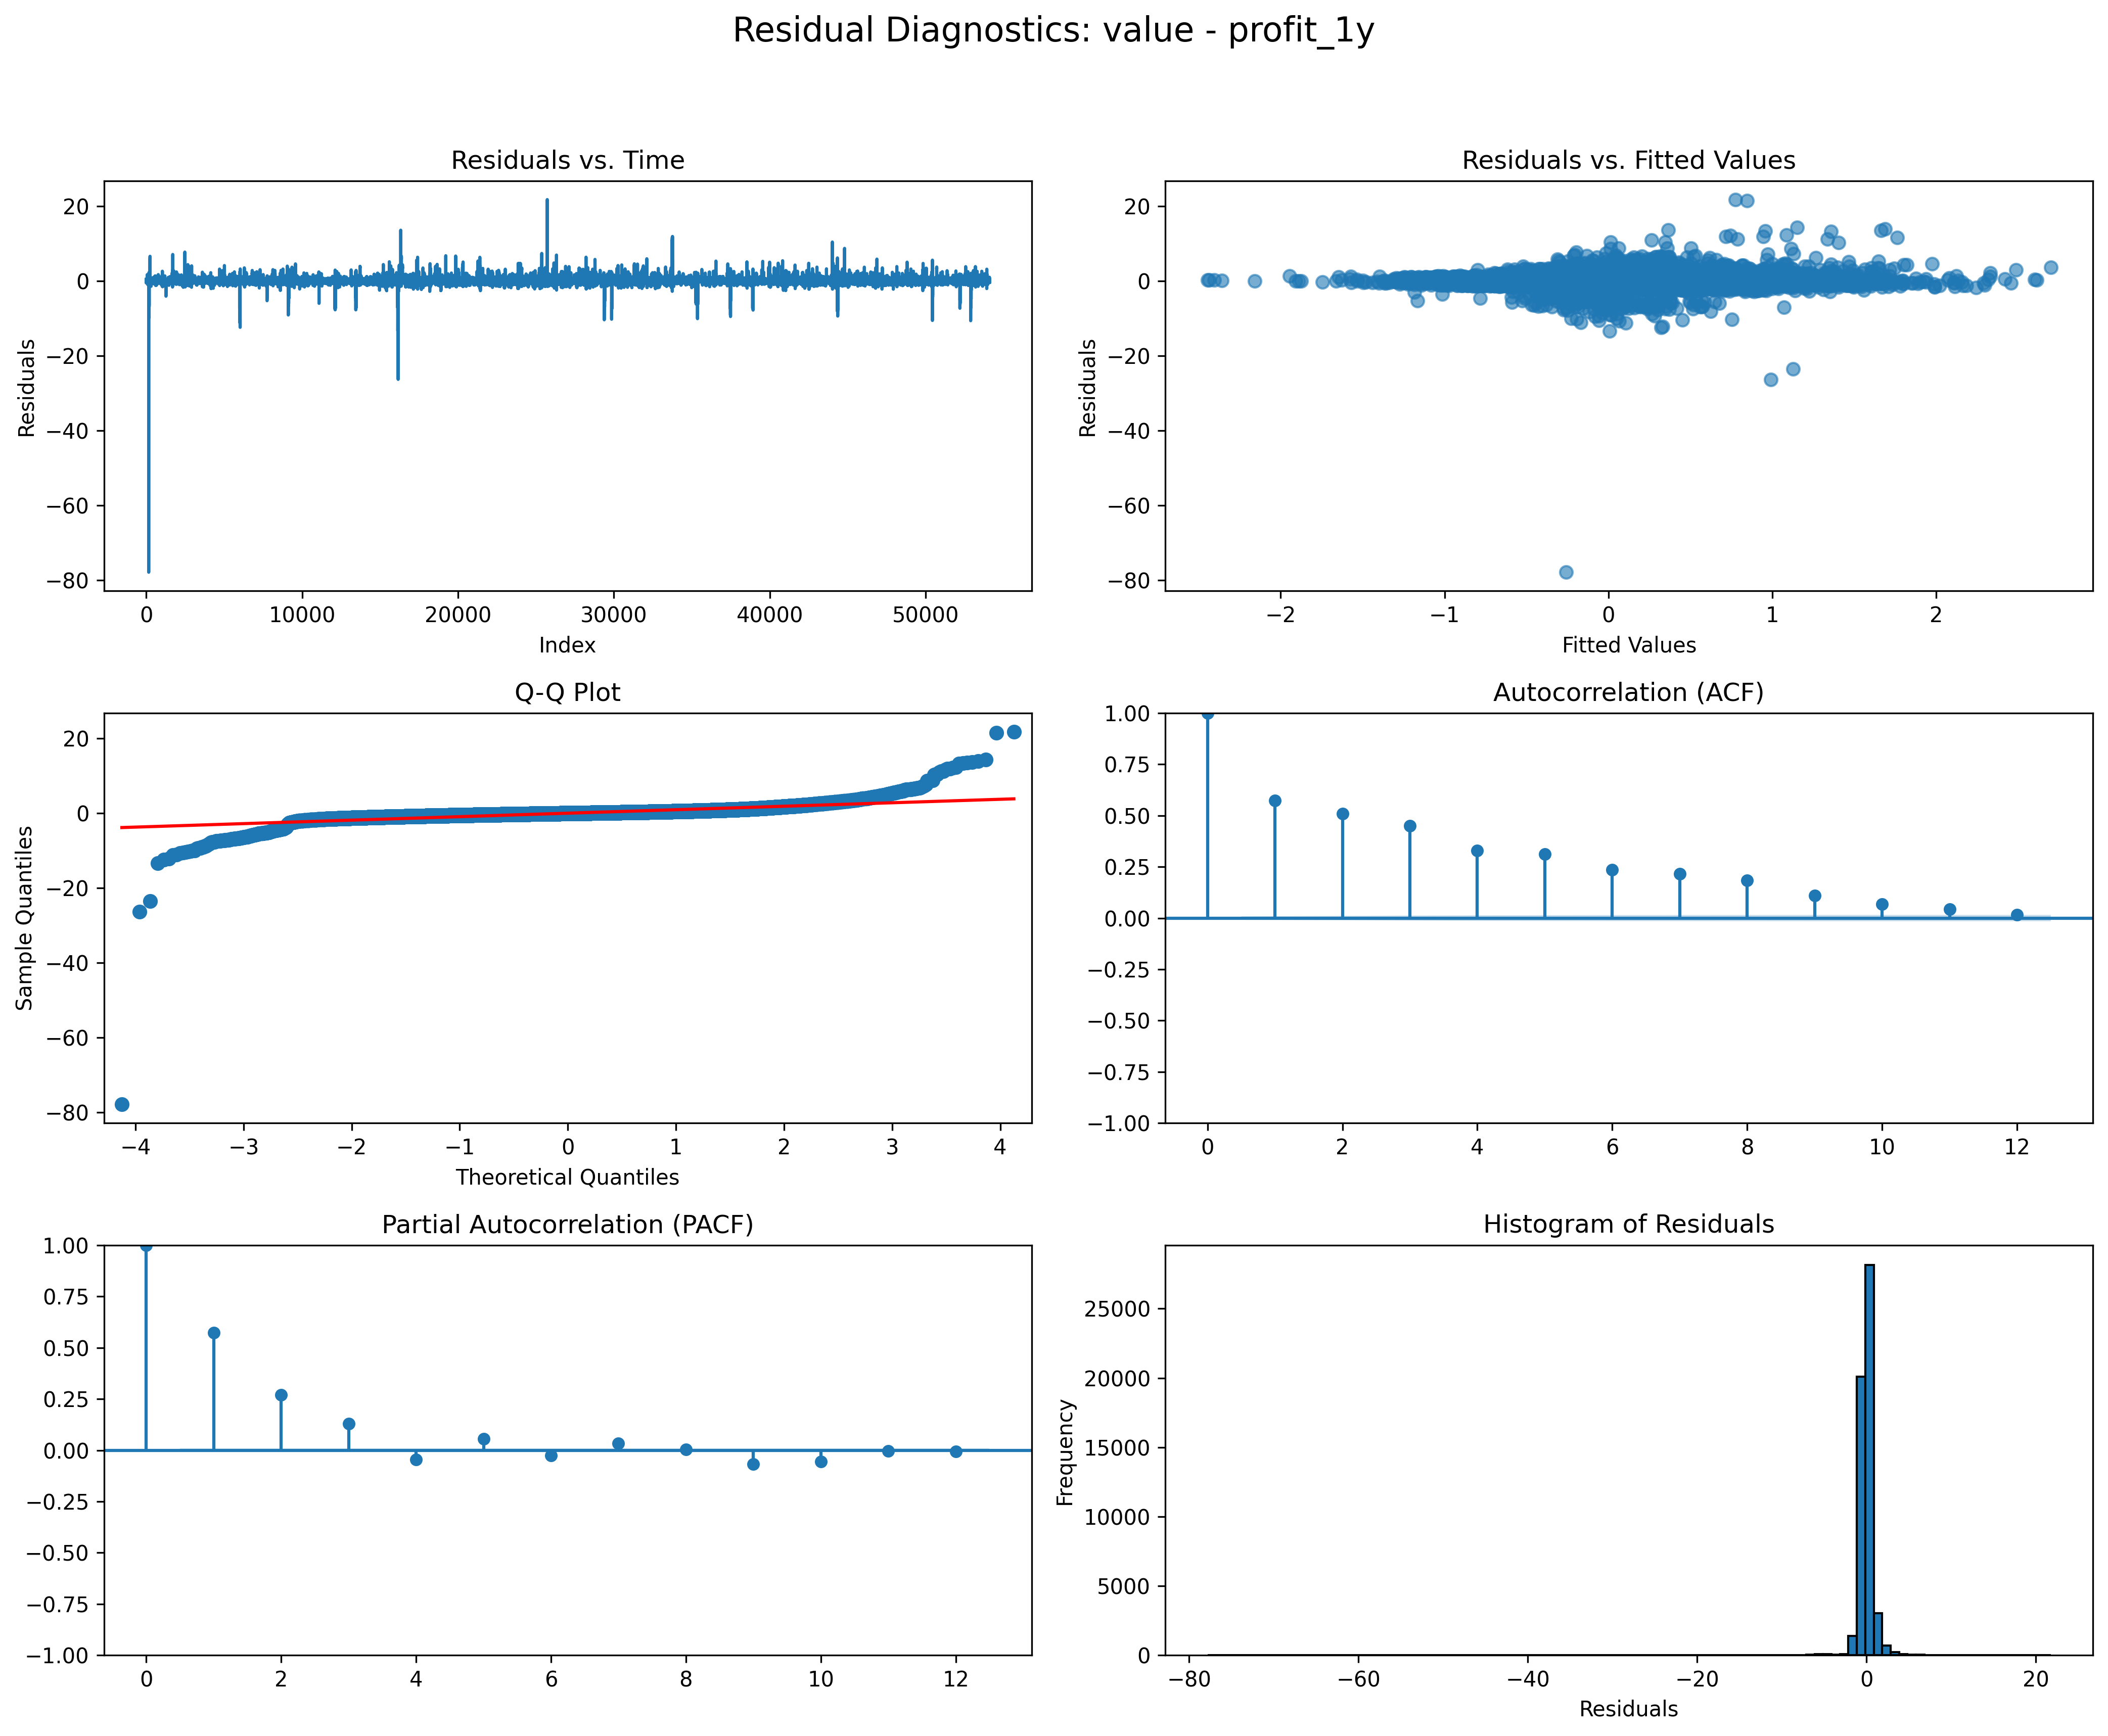 Residual Diagnostics: value - profit_1y
Residuals vs. Time
Residuals
20
0
−20
−40
−60
−80
0 10000 20000 30000 40000 50000
Index
Residuals vs. Fitted Values
Residuals
20
0
−20
−40
−60
−80
−2 −1 0 1 2
Fitted Values
Q-Q Plot
Sample Quantiles
20
0
−20
−40
−60
−80
−4 −3 −2 −1 0 1 2 3 4
Theoretical Quantiles
Autocorrelation (ACF)
1.00
0.75
0.50
0.25
0.00
−0.25
−0.50
−0.75
−1.00
0 2 4 6 8 10 12
Partial Autocorrelation (PACF)
1.00
0.75
0.50
0.25
0.00
−0.25
−0.50
−0.75
−1.00
0 2 4 6 8 10 12
Histogram of Residuals
Frequency
25000
20000
15000
10000
5000
0
−80 −60 −40 −20 0 20
Residuals